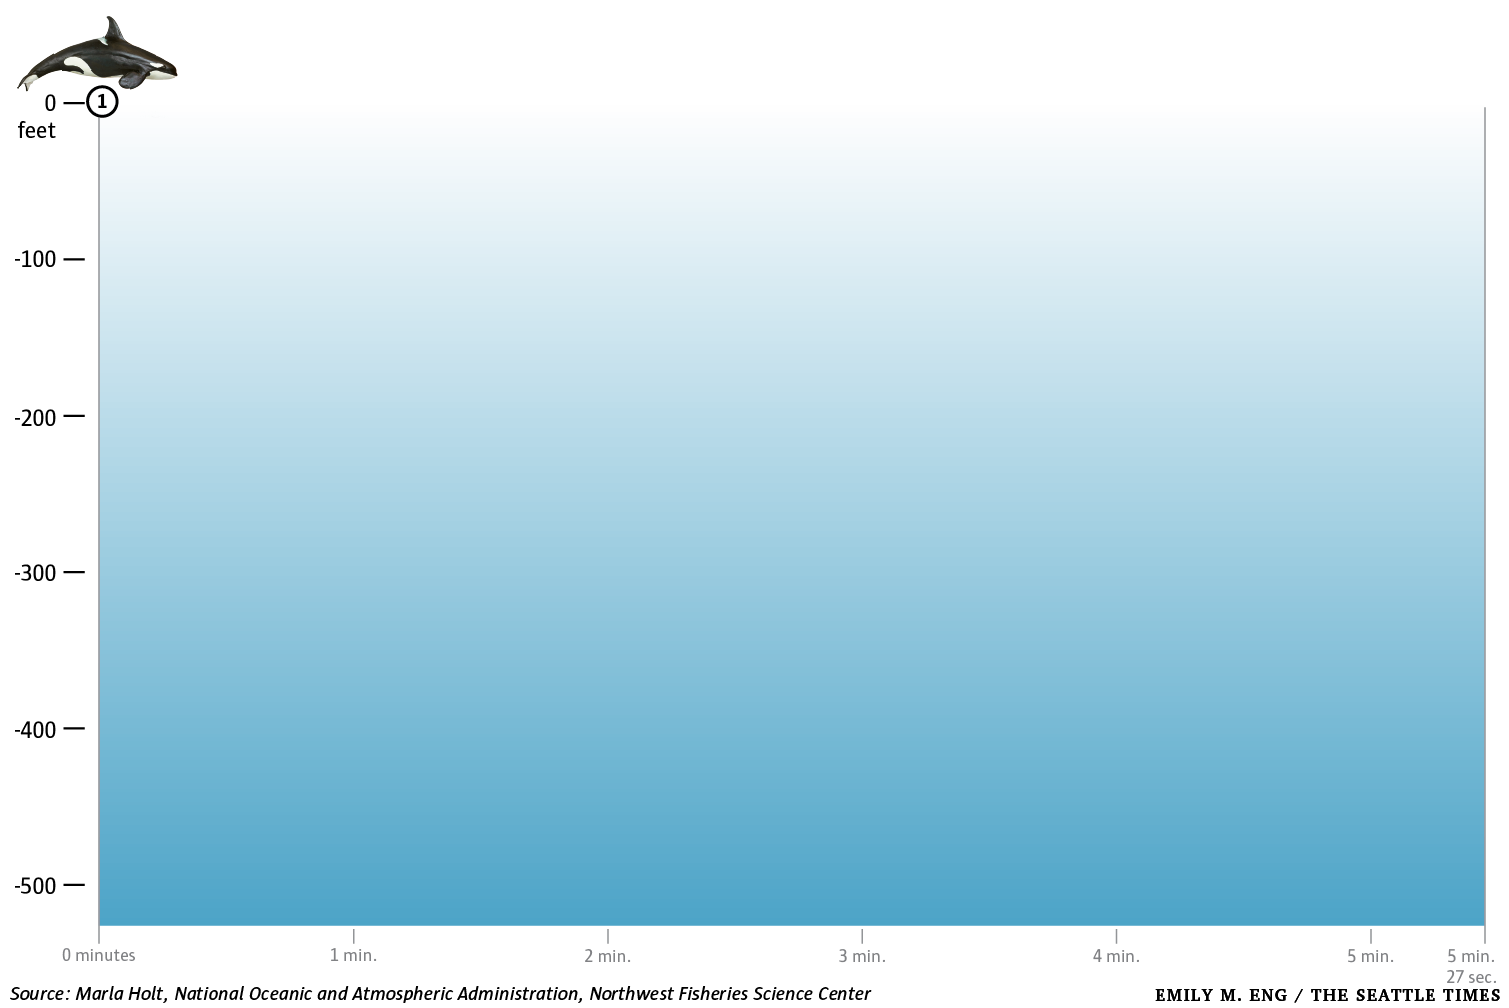 0
1
feet
-100
-200
-300
-400
-500
0 minutes
1 min.
2 min.
3 min.
4 min.
5 min.
5 min.
27 sec.
Source: Marla Holt, National Oceanic and Atmospheric Administration, Northwest Fisheries Science Center
EMILY M. ENG / THE SEATTLE TIMES